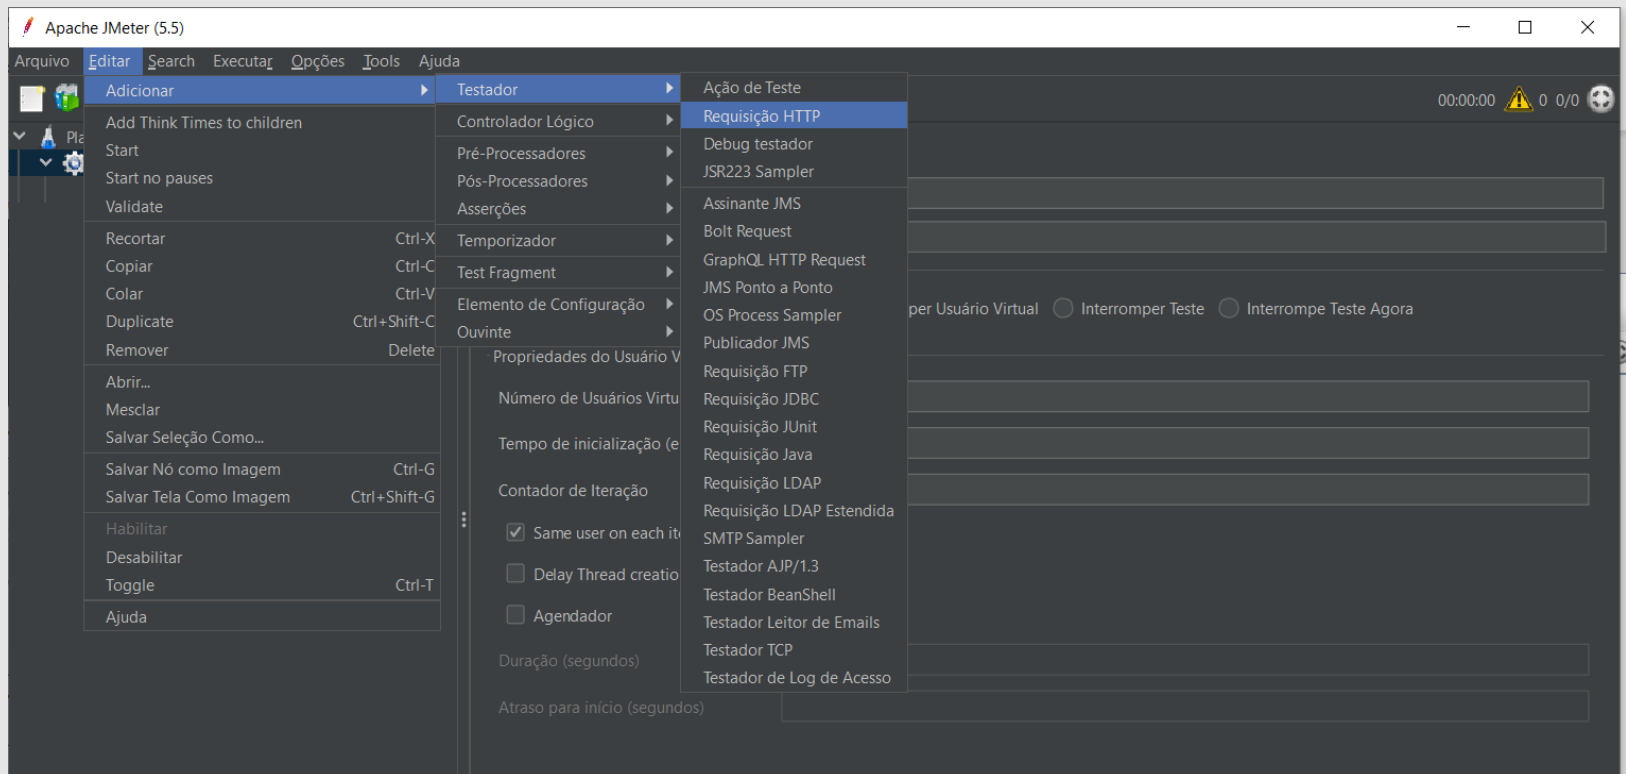 Apache JMeter (5.5)
Arquivo Editar Search Executar Opções Tools Ajuda
00:00:00 0 0/0
Adicionar
Add Think Times to children
Start
Start no pauses
Validate
Recortar Ctrl-X
Copiar Ctrl-C
Colar Ctrl-V
Duplicate Ctrl+Shift-C
Remover Delete
Abrir...
Mesclar
Salvar Seleção Como...
Salvar Nó como Imagem Ctrl-G
Salvar Tela Como Imagem Ctrl+Shift-G
Habilitar
Desabilitar
Toggle Ctrl-T
Ajuda
Testador
Controlador Lógico
Pré-Processadores
Pós-Processadores
Asserções
Temporizador
Test Fragment
Elemento de Configuração
Ouvinte
Ação de Teste
Requisição HTTP
Debug testador
JSR223 Sampler
Assinante JMS
Bolt Request
GraphQL HTTP Request
JMS Ponto a Ponto
OS Process Sampler
Publicador JMS
Requisição FTP
Requisição JDBC
Requisição JUnit
Requisição Java
Requisição LDAP
Requisição LDAP Estendida
SMTP Sampler
Testador AJP/1.3
Testador BeanShell
Testador Leitor de Emails
Testador TCP
Testador de Log de Acesso
per Usuário Virtual Interromper Teste Interrompe Teste Agora
Propriedades do Usuário V
Número de Usuários Virtu
Tempo de inicialização (e
Contador de Iteração
Same user on each it
Delay Thread creatio
Agendador
Duração (segundos)
Atraso para início (segundos)